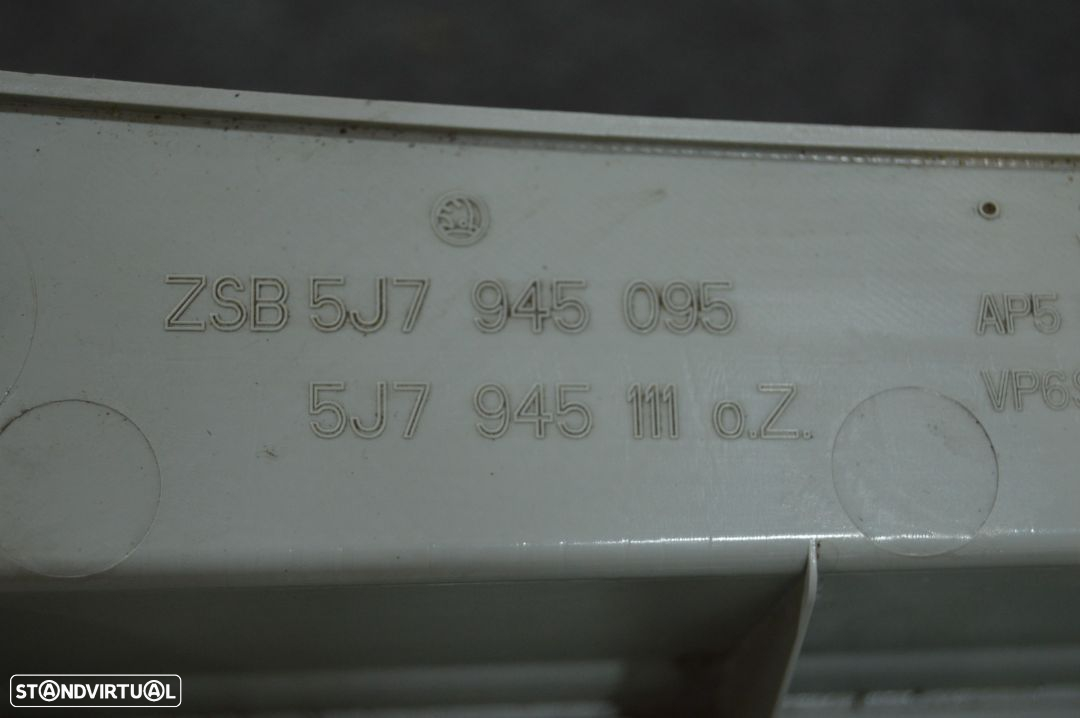 ZSB 5J7 945 095
AP5
5J7 945 111 o.Z.
STANDVIRTUAL